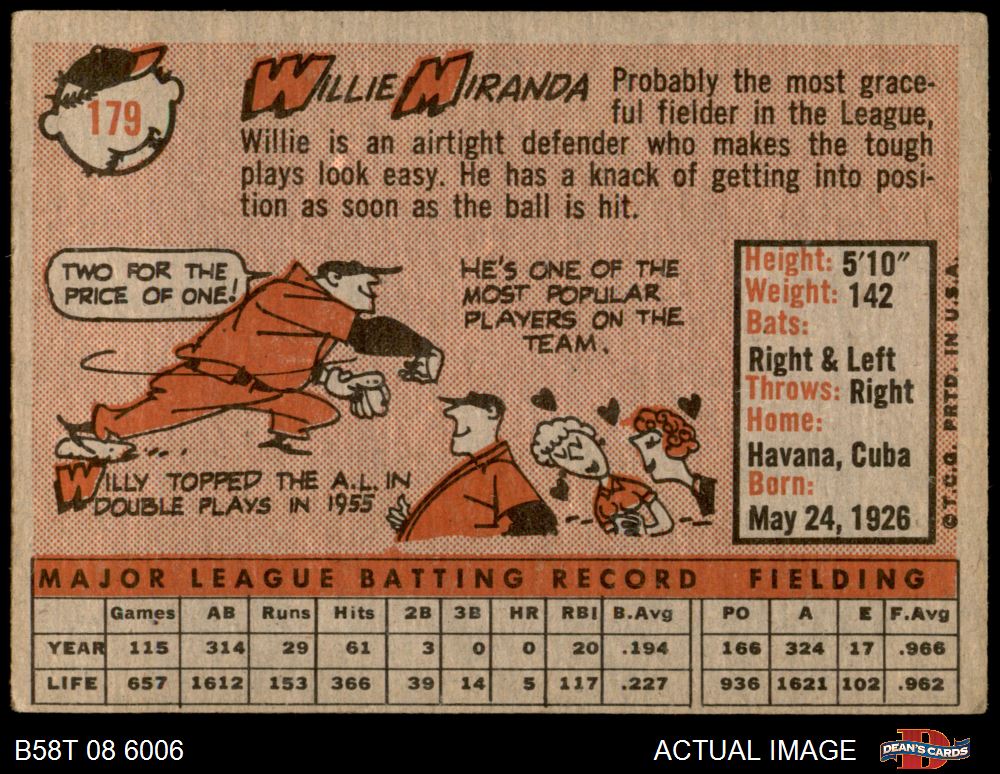 179
WILLIE MIRANDA
Probably the most grace-
ful fielder in the League,
Willie is an airtight defender who makes the tough
plays look easy. He has a knack of getting into posi-
tion as soon as the ball is hit.
TWO FOR THE
PRICE OF ONE!
WILLY TOPPED THE A.L. IN
DOUBLE PLAYS IN 1955
HE'S ONE OF THE
MOST POPULAR
PLAYERS ON THE
TEAM.
Height: 5'10"
Weight: 142
Bats:
Right & Left
Throws: Right
Home:
Havana, Cuba
Born:
May 24, 1926
© T.C.G. PRTD. IN U.S.A.
MAJOR LEAGUE BATTING RECORD FIELDING
Games AB Runs Hits 2B 3B HR RBI B.Avg PO A E F.Avg
YEAR 115 314 29 61 3 0 0 20 .194 166 324 17 .966
LIFE 657 1612 153 366 39 14 5 117 .227 936 1621 102 .962
B58T 08 6006
ACTUAL IMAGE
DEAN'S CARDS